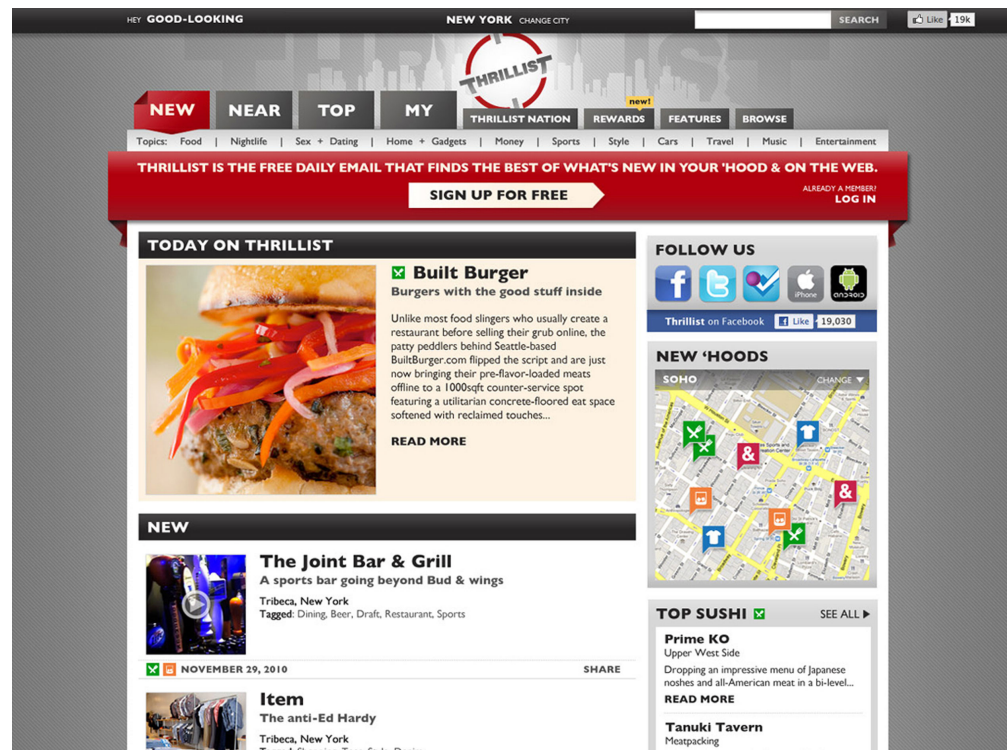 HEY GOOD-LOOKING
NEW YORK CHANGE CITY
SEARCH
Like 19k
THRILLIST
THRILLIST
NEW
NEAR
TOP
MY
THRILLIST NATION
new!
REWARDS
FEATURES
BROWSE
Topics: Food | Nightlife | Sex + Dating | Home + Gadgets | Money | Sports | Style | Cars | Travel | Music | Entertainment
THRILLIST IS THE FREE DAILY EMAIL THAT FINDS THE BEST OF WHAT'S NEW IN YOUR 'HOOD & ON THE WEB.
SIGN UP FOR FREE
ALREADY A MEMBER?
LOG IN
TODAY ON THRILLIST
Built Burger
Burgers with the good stuff inside
Unlike most food slingers who usually create a
restaurant before selling their grub online, the
patty peddlers behind Seattle-based
BuiltBurger.com flipped the script and are just
now bringing their pre-flavor-loaded meats
offline to a 1000sqft counter-service spot
featuring a utilitarian concrete-floored eat space
softened with reclaimed touches...
READ MORE
NEW
The Joint Bar & Grill
A sports bar going beyond Bud & wings
Tribeca, New York
Tagged: Dining, Beer, Draft, Restaurant, Sports
NOVEMBER 29, 2010
SHARE
Item
The anti-Ed Hardy
Tribeca, New York
FOLLOW US
iPhone
ANDROID
Thrillist on Facebook
Like 19,030
NEW 'HOODS
SOHO
CHANGE
&
&
TOP SUSHI
SEE ALL
Prime KO
Upper West Side
Dropping an impressive menu of Japanese
noshes and all-American meat in a bi-level...
READ MORE
Tanuki Tavern
Meatpacking